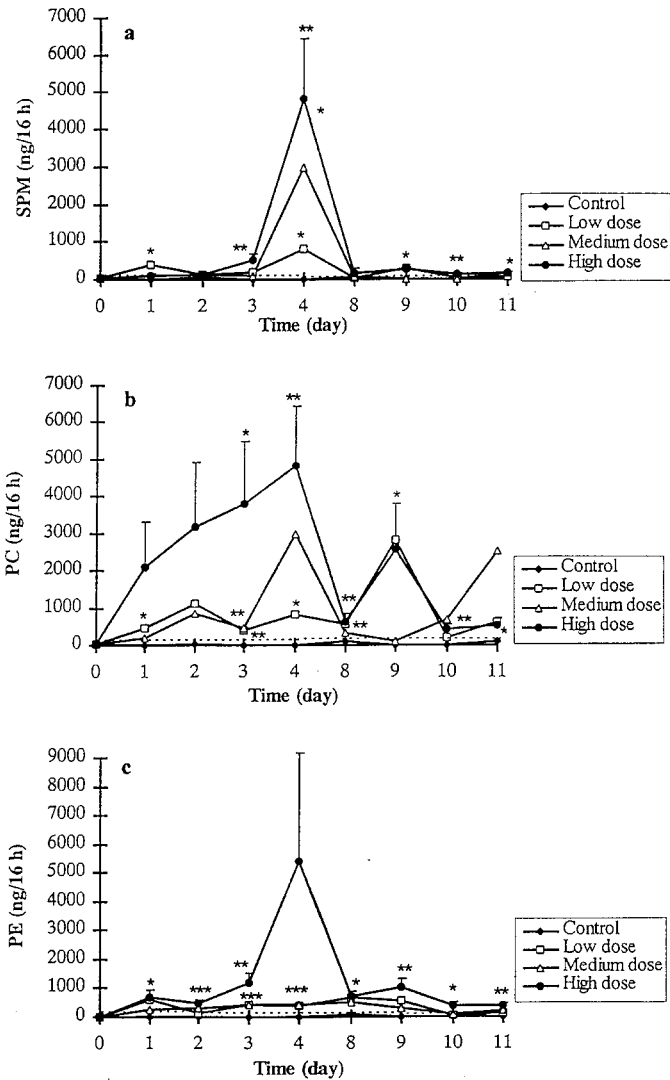 a
SPM (ng/16 h)
7000
6000
5000
4000
3000
2000
1000
0
**
*
*
**
*
*
**
*
0 1 2 3 4 8 9 10 11
Time (day)
Control
Low dose
Medium dose
High dose
b
PC (ng/16 h)
7000
6000
5000
4000
3000
2000
1000
0
**
*
*
*
**
**
*
**
**
**
*
0 1 2 3 4 8 9 10 11
Time (day)
Control
Low dose
Medium dose
High dose
c
PE (ng/16 h)
9000
8000
7000
6000
5000
4000
3000
2000
1000
0
*
***
**
***
***
*
**
*
**
0 1 2 3 4 8 9 10 11
Time (day)
Control
Low dose
Medium dose
High dose